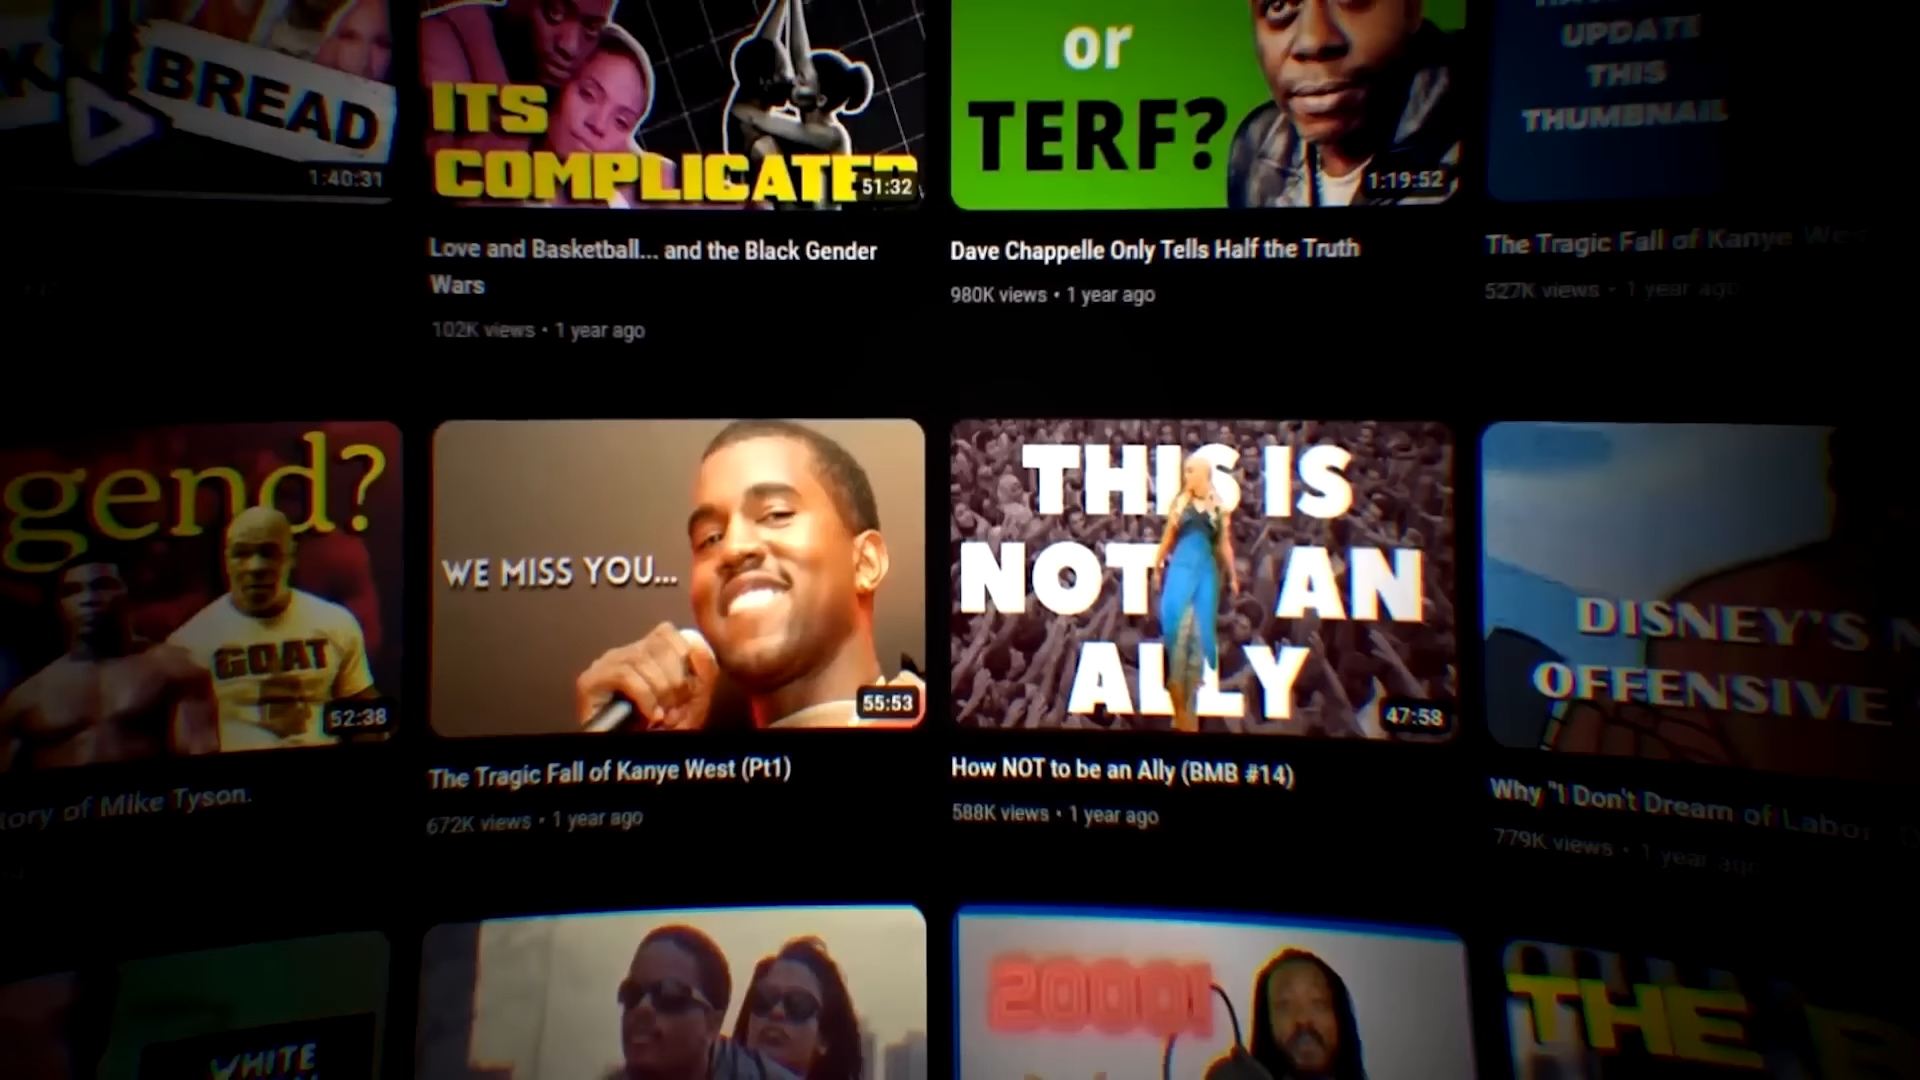 BREAD
1:40:31
ITS
COMPLICATED
51:32
Love and Basketball... and the Black Gender
Wars
102K views • 1 year ago
or
TERF?
1:19:52
Dave Chappelle Only Tells Half the Truth
980K views • 1 year ago
UPDATE
THIS
THUMBNAIL
The Tragic Fall of Kanye West
527K views • 1 year ago
gend?
GOAT
52:38
tory of Mike Tyson.
WE MISS YOU...
55:53
The Tragic Fall of Kanye West (Pt1)
672K views • 1 year ago
THIS IS
NOT AN
ALLY
47:58
How NOT to be an Ally (BMB #14)
588K views • 1 year ago
DISNEY'S
OFFENSIVE
Why "I Don't Dream of Labor
779K views • 1 year ago
WHITE
2000!
THE